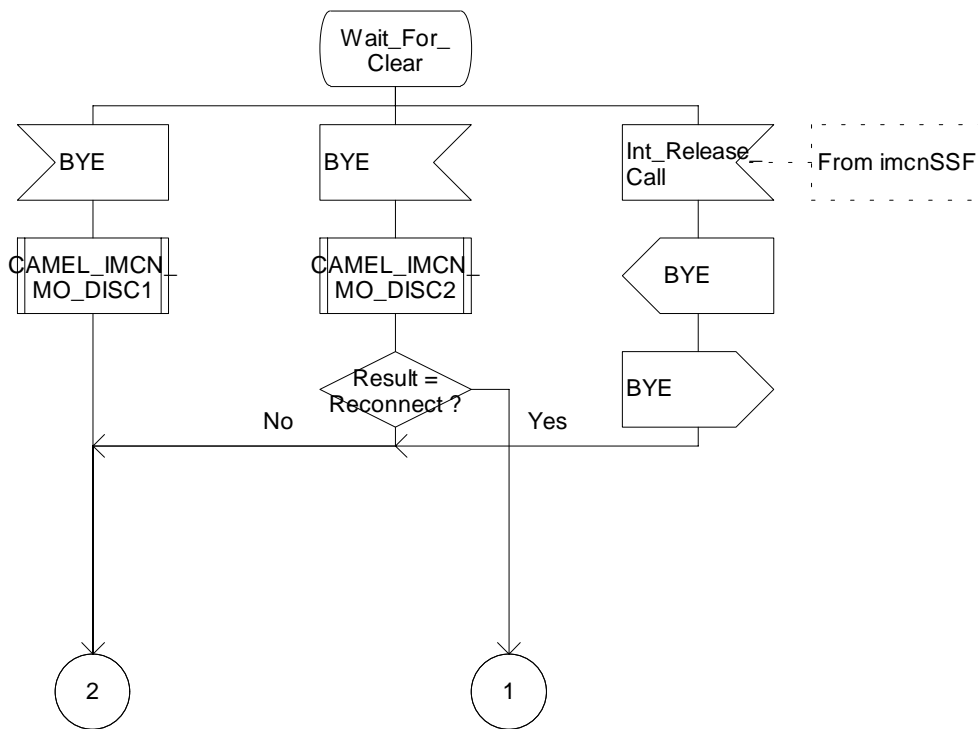 Wait_For_
Clear
BYE
BYE
Int_Release_
Call
From imcnSSF
CAMEL_IMCN_
MO_DISC1
CAMEL_IMCN_
MO_DISC2
BYE
Result =
Reconnect ?
BYE
No
Yes
2
1